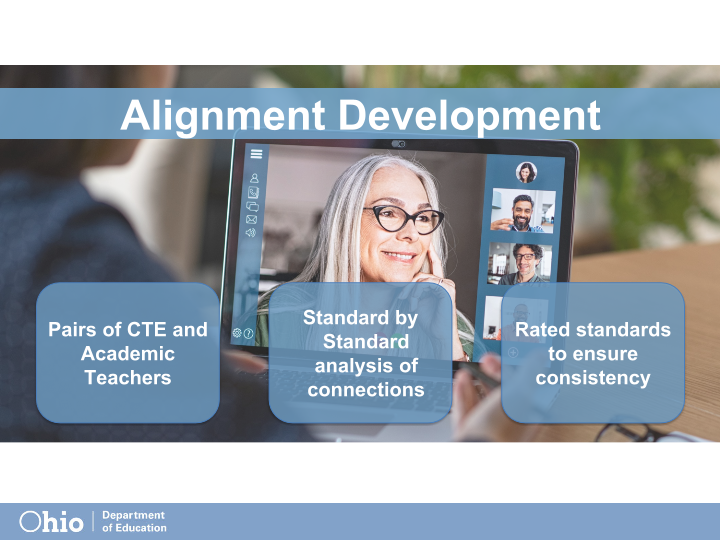 Alignment Development
Pairs of CTE and
Academic
Teachers
Standard by
Standard
analysis of
connections
Rated standards
to ensure
consistency
Ohio
Department
of Education